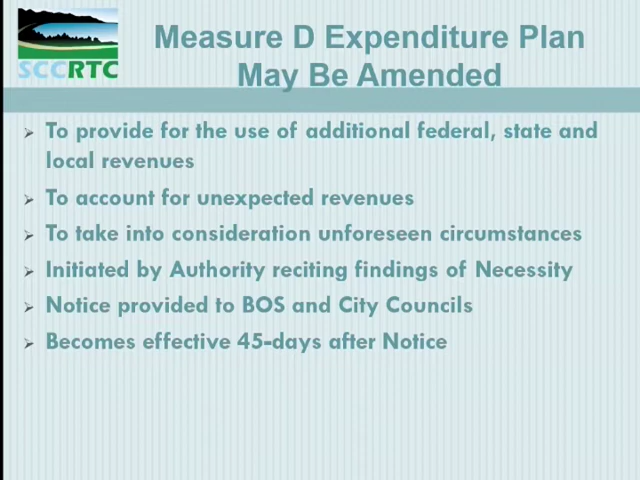 SCCRTC
Measure D Expenditure Plan
May Be Amended
To provide for the use of additional federal, state and
local revenues
To account for unexpected revenues
To take into consideration unforeseen circumstances
Initiated by Authority reciting findings of Necessity
Notice provided to BOS and City Councils
Becomes effective 45-days after Notice